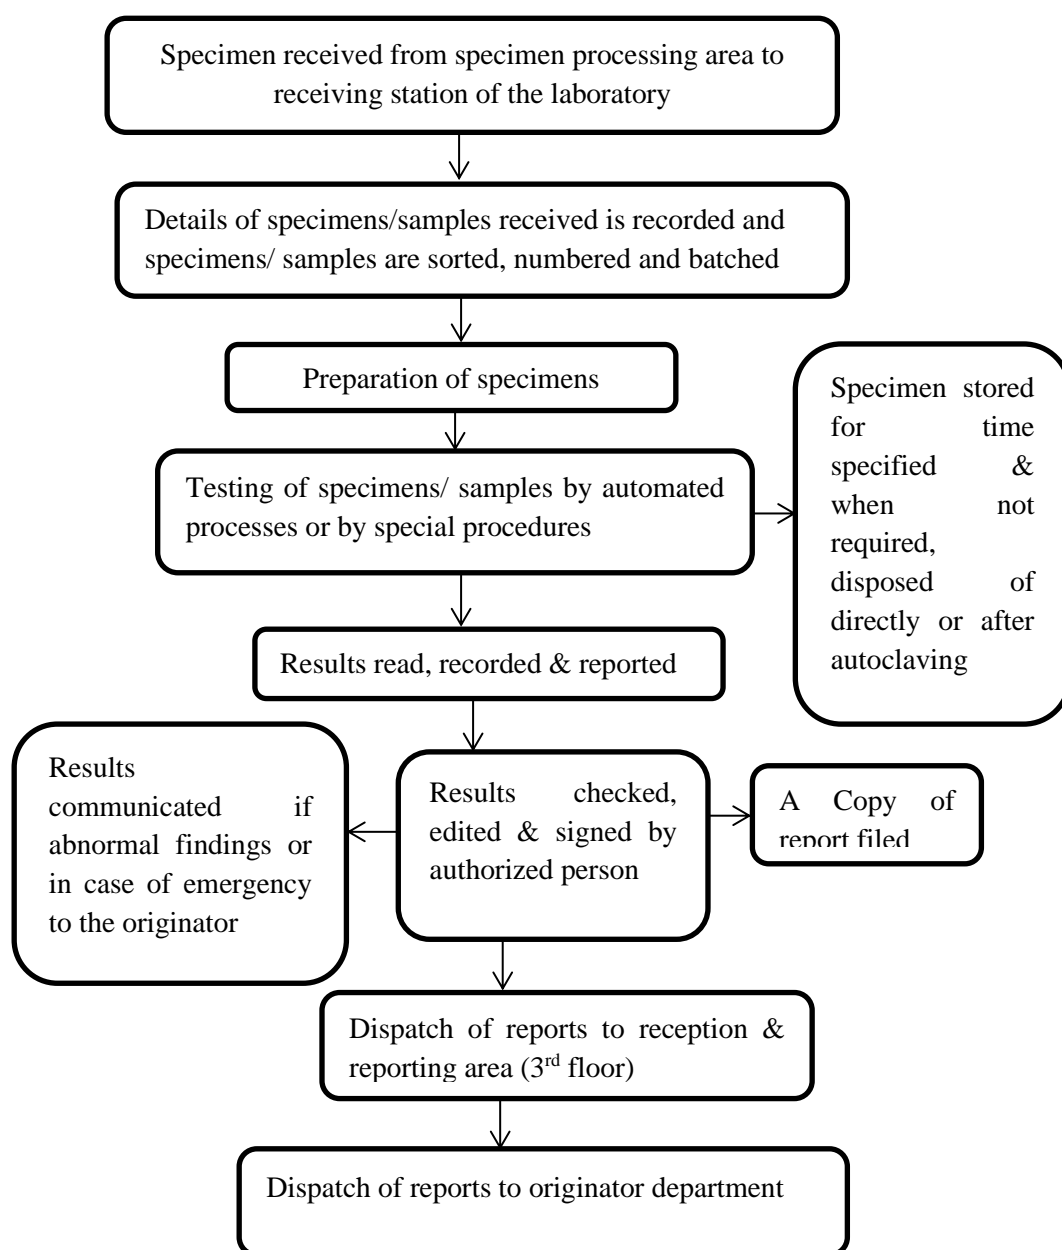 Specimen received from specimen processing area to
receiving station of the laboratory
Details of specimens/samples received is recorded and
specimens/ samples are sorted, numbered and batched
Preparation of specimens
Testing of specimens/ samples by automated
processes or by special procedures
Specimen stored
for time
specified &
when not
required,
disposed of
directly or after
autoclaving
Results read, recorded & reported
Results
communicated if
abnormal findings or
in case of emergency
to the originator
Results checked,
edited & signed by
authorized person
A Copy of
report filed
Dispatch of reports to reception &
reporting area (3rd floor)
Dispatch of reports to originator department